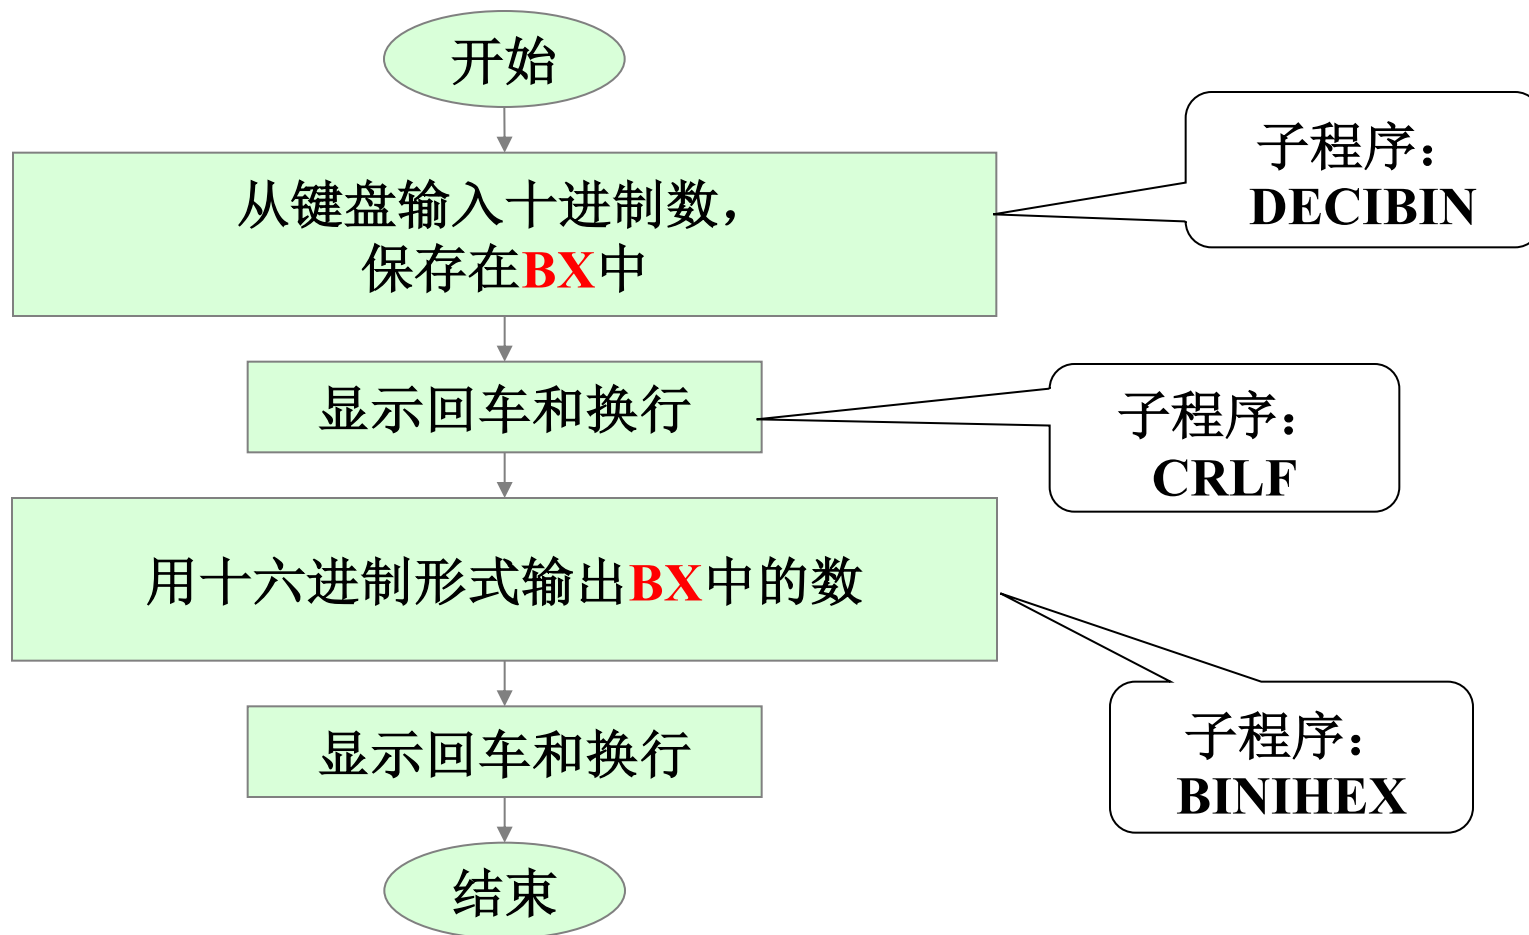 开始
从键盘输入十进制数，
保存在BX中
子程序：
DECIBIN
显示回车和换行
子程序：
CRLF
用十六进制形式输出BX中的数
子程序：
BINIHEX
显示回车和换行
结束